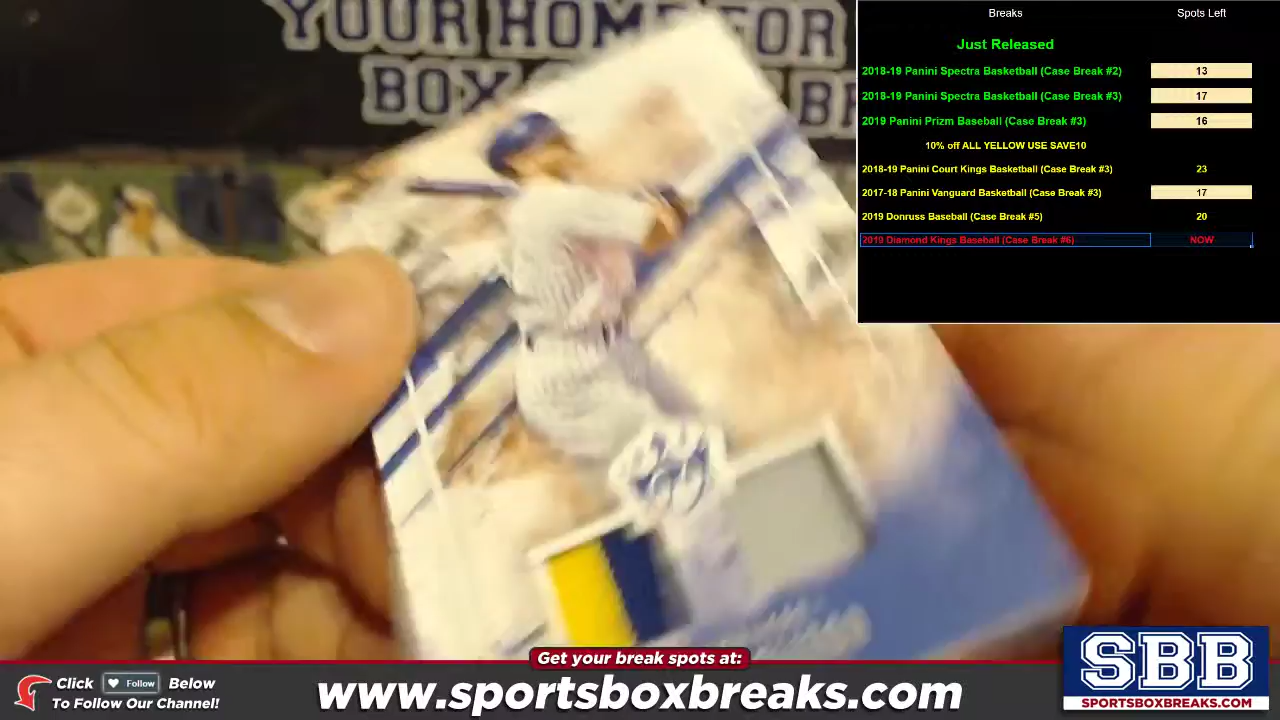 YOUR HOME FOR
BOX
Breaks Spots Left
Just Released
2018-19 Panini Spectra Basketball (Case Break #2) 13
2018-19 Panini Spectra Basketball (Case Break #3) 17
2019 Panini Prizm Baseball (Case Break #3) 16
10% off ALL YELLOW USE SAVE10
2018-19 Panini Court Kings Basketball (Case Break #3) 23
2017-18 Panini Vanguard Basketball (Case Break #3) 17
2019 Donruss Baseball (Case Break #5) 20
2019 Diamond Kings Baseball (Case Break #6) NOW
Get your break spots at:
Click Follow Below
To Follow Our Channel!
www.sportsboxbreaks.com
SBB
SPORTSBOXBREAKS.COM